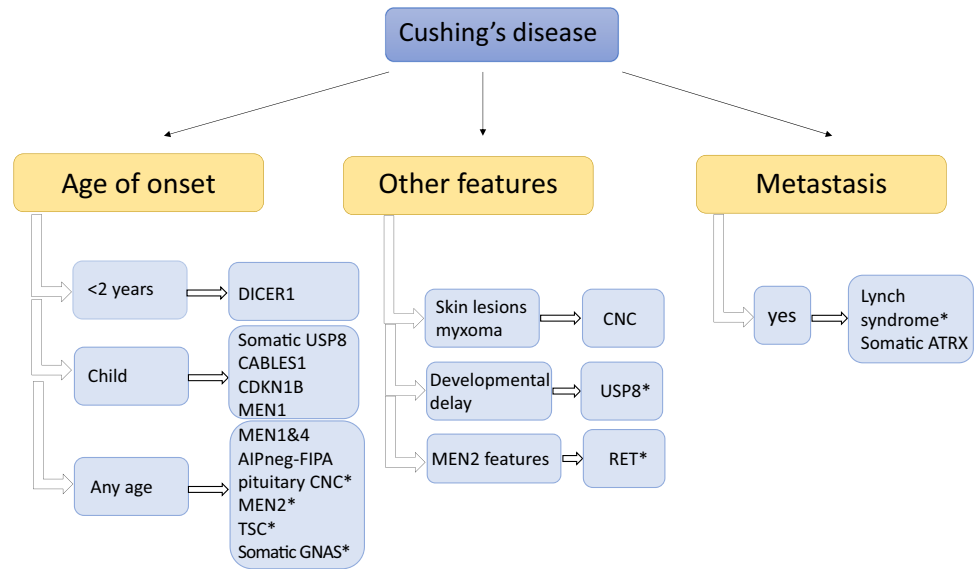 Cushing's disease
Age of onset
<2 years
DICER1
Child
Somatic USP8
CABLES1
CDKN1B
MEN1
Any age
MEN1&4
AIPneg-FIPA
pituitary CNC*
MEN2*
TSC*
Somatic GNAS*
Other features
Skin lesions
myxoma
CNC
Developmental
delay
USP8*
MEN2 features
RET*
Metastasis
yes
Lynch
syndrome*
Somatic ATRX